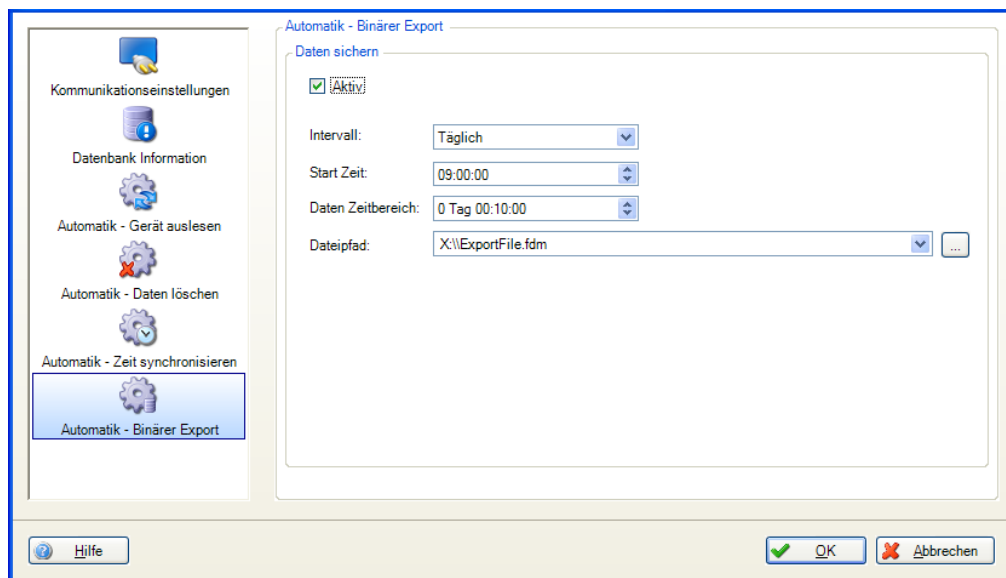 Kommunikationseinstellungen
Datenbank Information
Automatik - Gerät auslesen
Automatik - Daten löschen
Automatik - Zeit synchronisieren
Automatik - Binärer Export
Automatik - Binärer Export
Daten sichern
Aktiv
Intervall: Täglich
Start Zeit: 09:00:00
Daten Zeitbereich: 0 Tag 00:10:00
Dateipfad: X:\\ExportFile.fdm ...
Hilfe OK Abbrechen